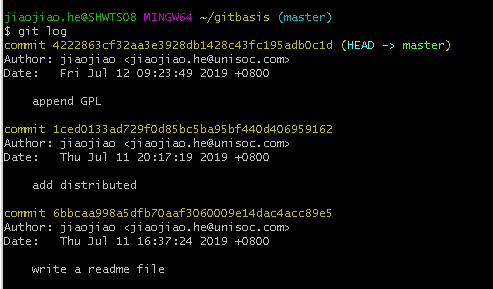 jiaojiao.he@SHWTS08 MINGW64 ~/gitbasis (master)
$ git log
commit 4222863cf32aa3e3928db1428c43fc195adb0c1d (HEAD -> master)
Author: jiaojiao <jiaojiao.he@unisoc.com>
Date:   Fri Jul 12 09:23:49 2019 +0800
append GPL
commit 1ced0133ad729f0d85bc5ba95bf440d406959162
Author: jiaojiao <jiaojiao.he@unisoc.com>
Date:   Thu Jul 11 20:17:19 2019 +0800
add distributed
commit 6bbcaa998a5dfb70aaf3060009e14dac4acc89e5
Author: jiaojiao <jiaojiao.he@unisoc.com>
Date:   Thu Jul 11 16:37:24 2019 +0800
write a readme file